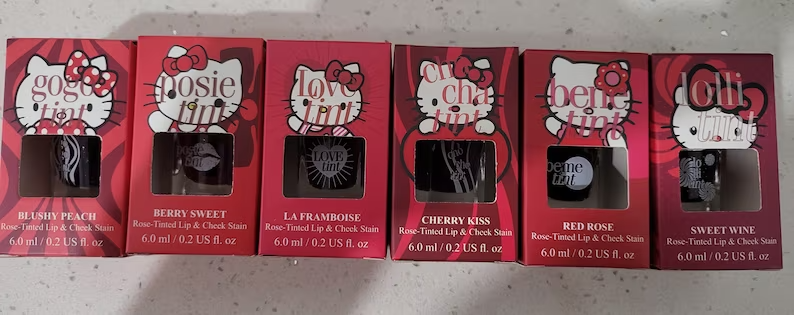 gogo
tint
BLUSHY PEACH
Rose-Tinted Lip & Cheek Stain
6.0 ml / 0.2 US fl. oz
posie
tint
tint
BERRY SWEET
Rose-Tinted Lip & Cheek Stain
6.0 ml / 0.2 US fl. oz
love
tint
LOVE
tint
LA FRAMBOISE
Rose-Tinted Lip & Cheek Stain
6.0 ml / 0.2 US fl. oz
cha
cha
tint
CHERRY KISS
Rose-Tinted Lip & Cheek Stain
6.0 ml / 0.2 US fl. oz
bene
tint
beme
tint
RED ROSE
Rose-Tinted Lip & Cheek Stain
6.0 ml / 0.2 US fl. oz
lolli
tint
SWEET WINE
Rose-Tinted Lip & Cheek Stain
6.0 ml / 0.2 US fl. oz